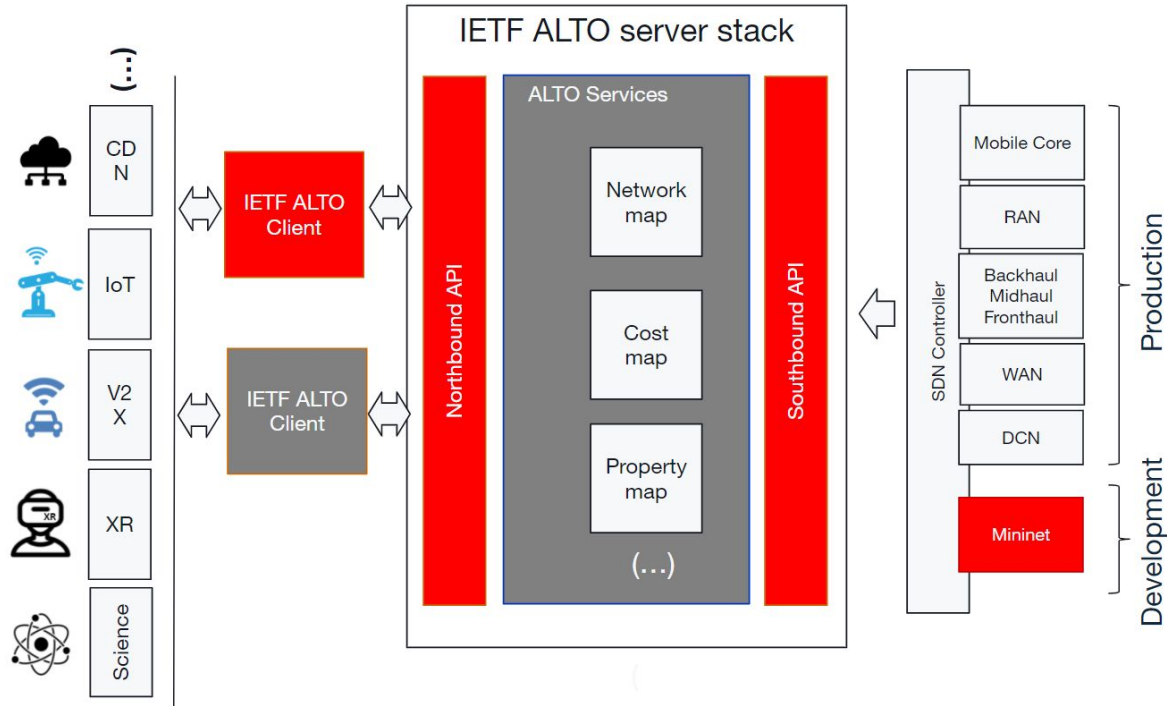 IETF ALTO server stack
(...)
CD
N
IoT
V2
X
XR
XR
Science
IETF ALTO
Client
IETF ALTO
Client
Northbound API
ALTO Services
Network
map
Cost
map
Property
map
(...)
Southbound API
SDN Controller
Mobile Core
RAN
Backhaul
Midhaul
Fronthaul
WAN
DCN
Mininet
Production
Development
(